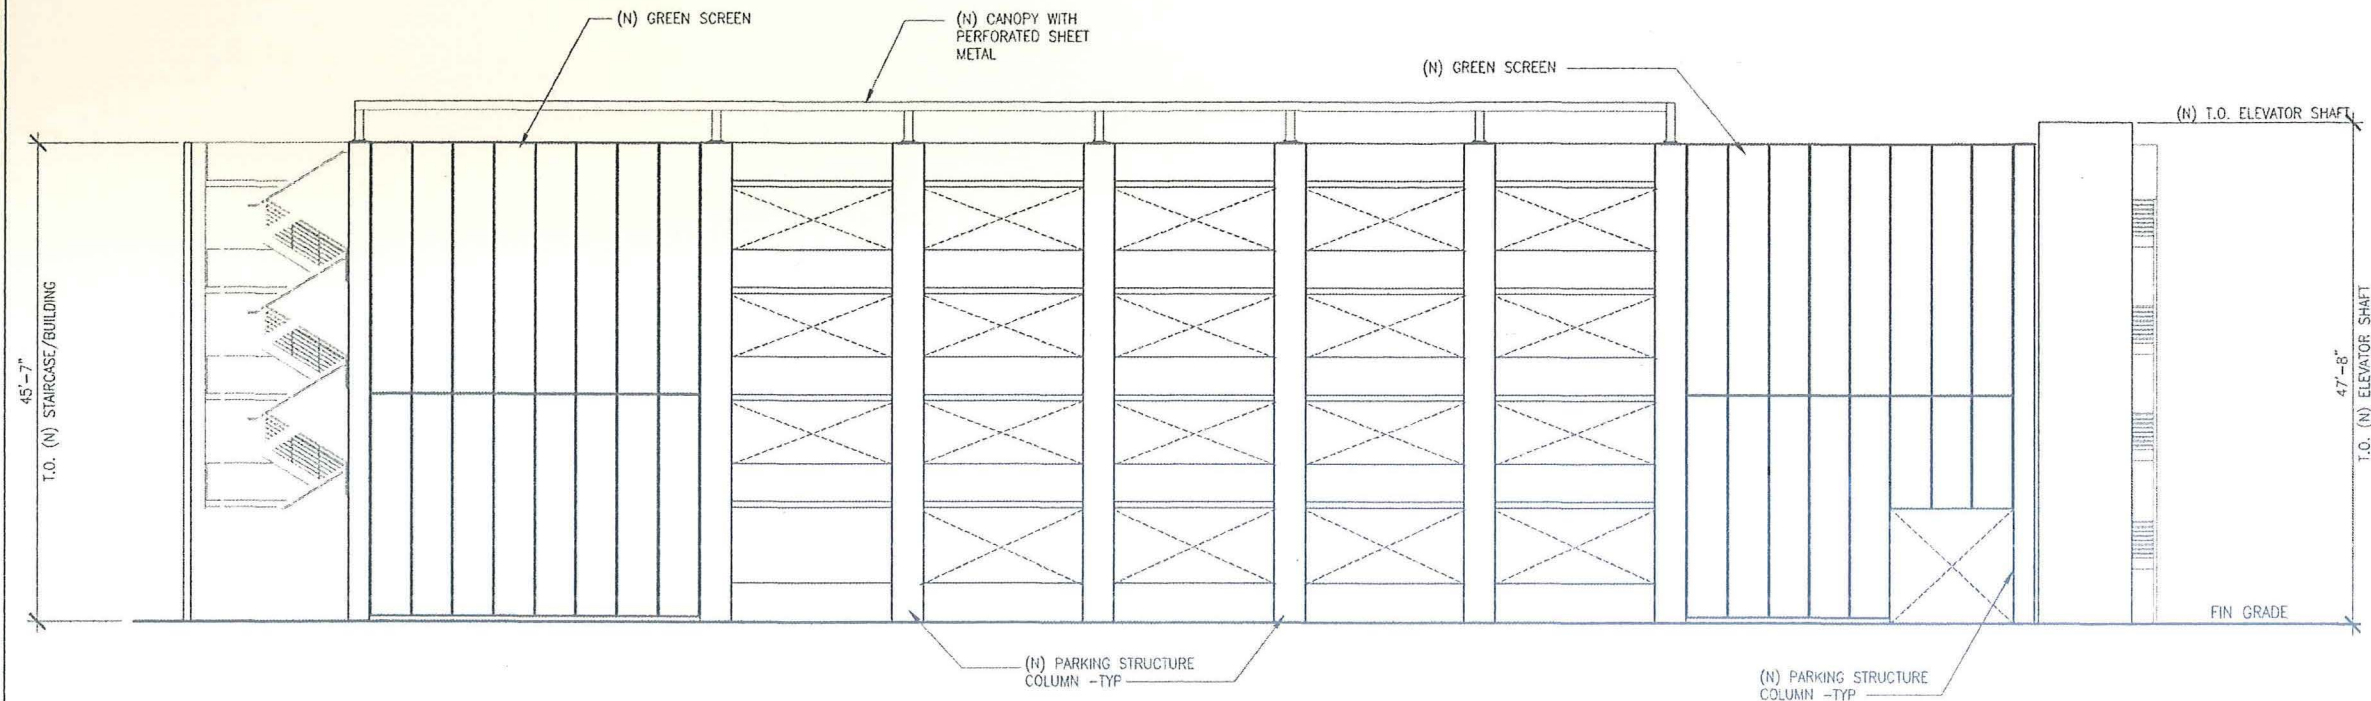 (N) GREEN SCREEN
(N) CANOPY WITH
PERFORATED SHEET
METAL
(N) GREEN SCREEN
(N) T.O. ELEVATOR SHAFT
45'-7"
T.O. (N) STAIRCASE/BUILDING
47'-8"
T.O. (N) ELEVATOR SHAFT
FIN GRADE
(N) PARKING STRUCTURE
COLUMN -TYP
(N) PARKING STRUCTURE
COLUMN -TYP